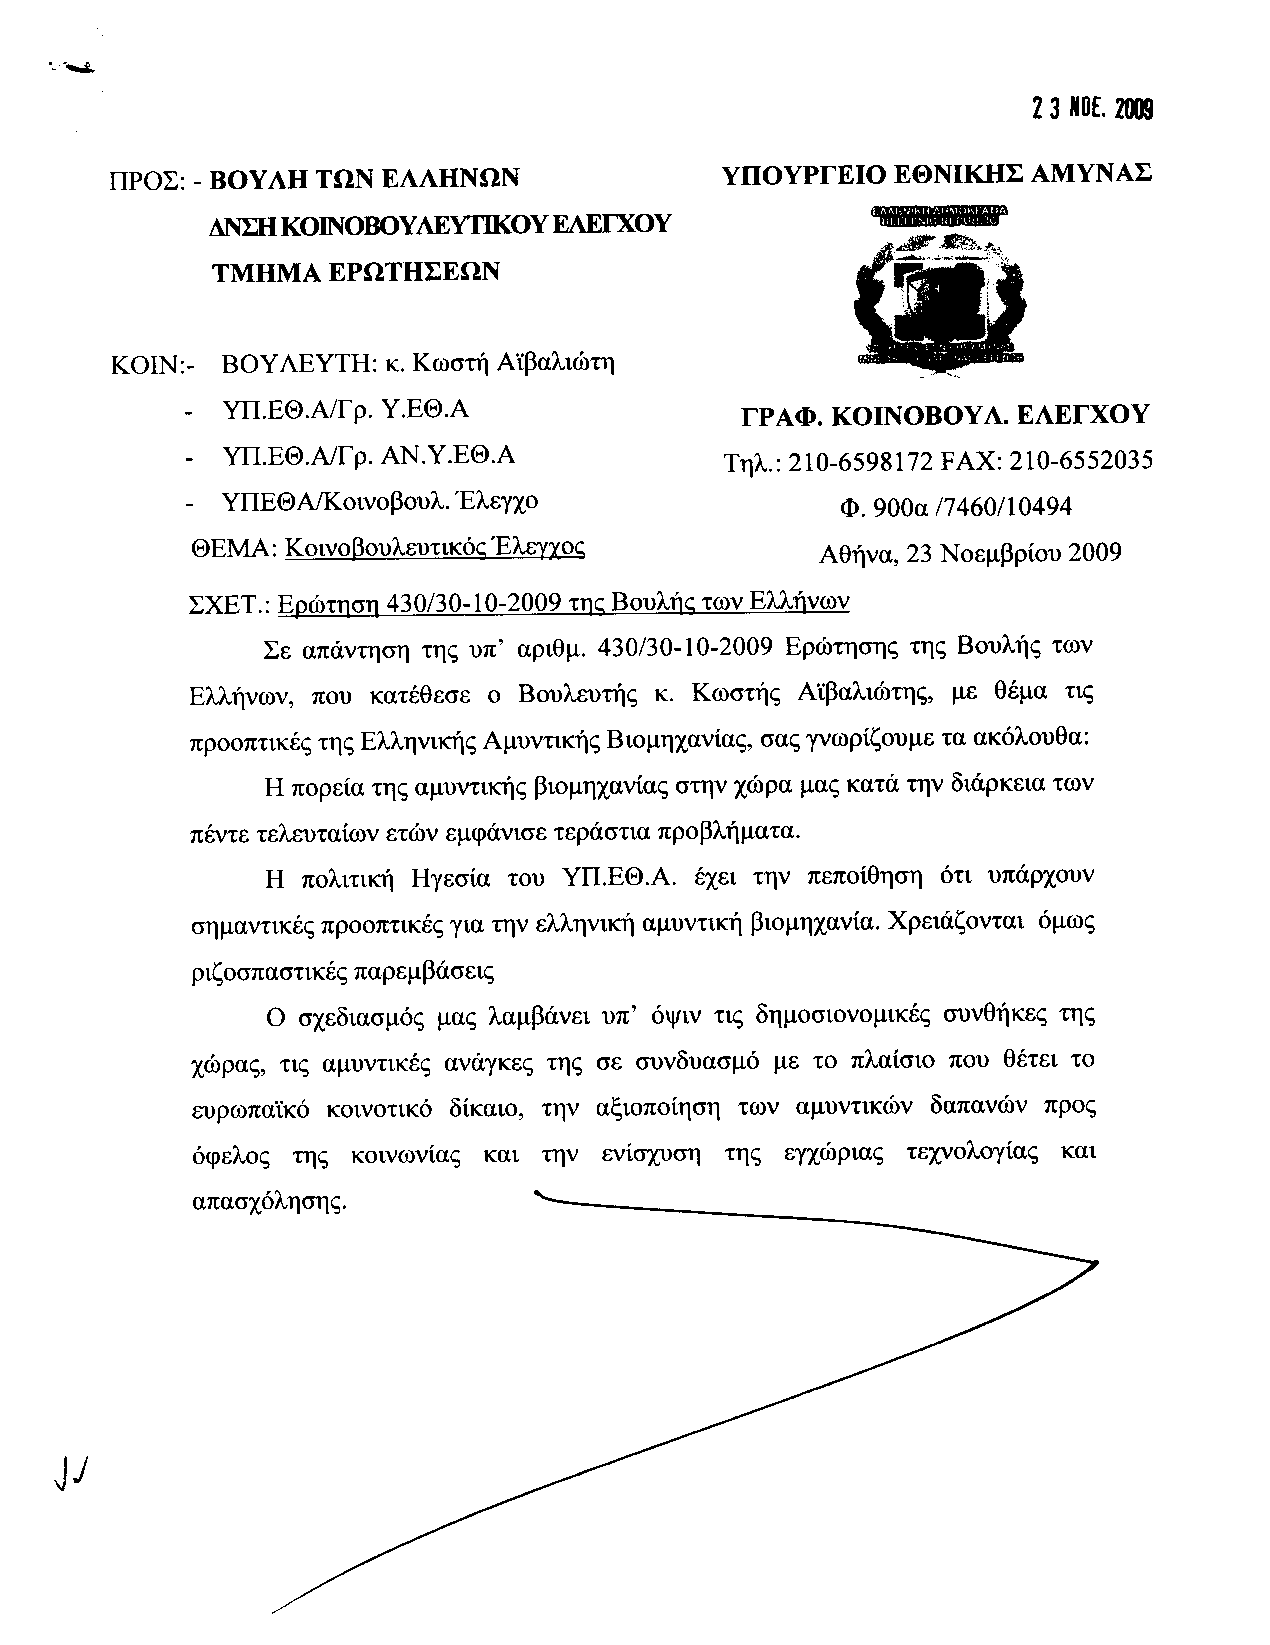 2 3 ΝΟΕ. 2009
ΠΡΟΣ: - ΒΟΥΛΗ ΤΩΝ ΕΛΛΗΝΩΝ
ΔΝΣΗ ΚΟΙΝΟΒΟΥΛΕΥΤΙΚΟΥ ΕΛΕΓΧΟΥ
ΤΜΗΜΑ ΕΡΩΤΗΣΕΩΝ
ΥΠΟΥΡΓΕΙΟ ΕΘΝΙΚΗΣ ΑΜΥΝΑΣ
ΕΛΛΗΝΙΚΗ ΔΗΜΟΚΡΑΤΙΑ
HELLENIC REPUBLIC
ΚΟΙΝ:- ΒΟΥΛΕΥΤΗ: κ. Κωστή Αϊβαλιώτη
- ΥΠ.ΕΘ.Α/Γρ. Υ.ΕΘ.Α
- ΥΠ.ΕΘ.Α/Γρ. ΑΝ.Υ.ΕΘ.Α
- ΥΠΕΘΑ/Κοινοβουλ. Έλεγχο
ΓΡΑΦ. ΚΟΙΝΟΒΟΥΛ. ΕΛΕΓΧΟΥ
Τηλ.: 210-6598172 FAX: 210-6552035
Φ. 900α /7460/10494
Αθήνα, 23 Νοεμβρίου 2009
ΘΕΜΑ: Κοινοβουλευτικός Έλεγχος
ΣΧΕΤ.: Ερώτηση 430/30-10-2009 της Βουλής των Ελλήνων
Σε απάντηση της υπ’ αριθμ. 430/30-10-2009 Ερώτησης της Βουλής των
Ελλήνων, που κατέθεσε ο Βουλευτής κ. Κωστής Αϊβαλιώτης, με θέμα τις
προοπτικές της Ελληνικής Αμυντικής Βιομηχανίας, σας γνωρίζουμε τα ακόλουθα:
Η πορεία της αμυντικής βιομηχανίας στην χώρα μας κατά την διάρκεια των
πέντε τελευταίων ετών εμφάνισε τεράστια προβλήματα.
Η πολιτική Ηγεσία του ΥΠ.ΕΘ.Α. έχει την πεποίθηση ότι υπάρχουν
σημαντικές προοπτικές για την ελληνική αμυντική βιομηχανία. Χρειάζονται όμως
ριζοσπαστικές παρεμβάσεις
Ο σχεδιασμός μας λαμβάνει υπ’ όψιν τις δημοσιονομικές συνθήκες της
χώρας, τις αμυντικές ανάγκες της σε συνδυασμό με το πλαίσιο που θέτει το
ευρωπαϊκό κοινοτικό δίκαιο, την αξιοποίηση των αμυντικών δαπανών προς
όφελος της κοινωνίας και την ενίσχυση της εγχώριας τεχνολογίας και
απασχόλησης.